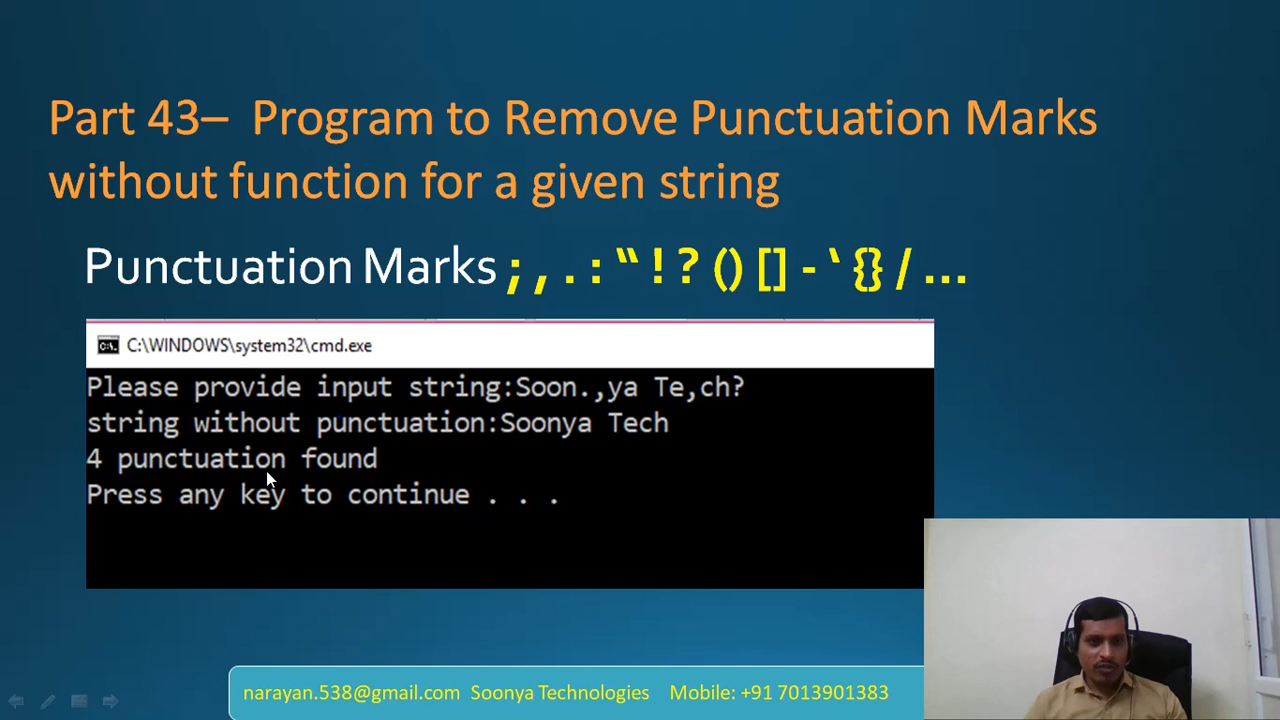 Part 43– Program to Remove Punctuation Marks
without function for a given string
Punctuation Marks ; , . : “ ! ? () [] - ‘ {} / ...
C:\WINDOWS\system32\cmd.exe
Please provide input string:Soon.,ya Te,ch?
string without punctuation:Soonya Tech
4 punctuation found
Press any key to continue . . .
narayan.538@gmail.com Soonya Technologies Mobile: +91 7013901383